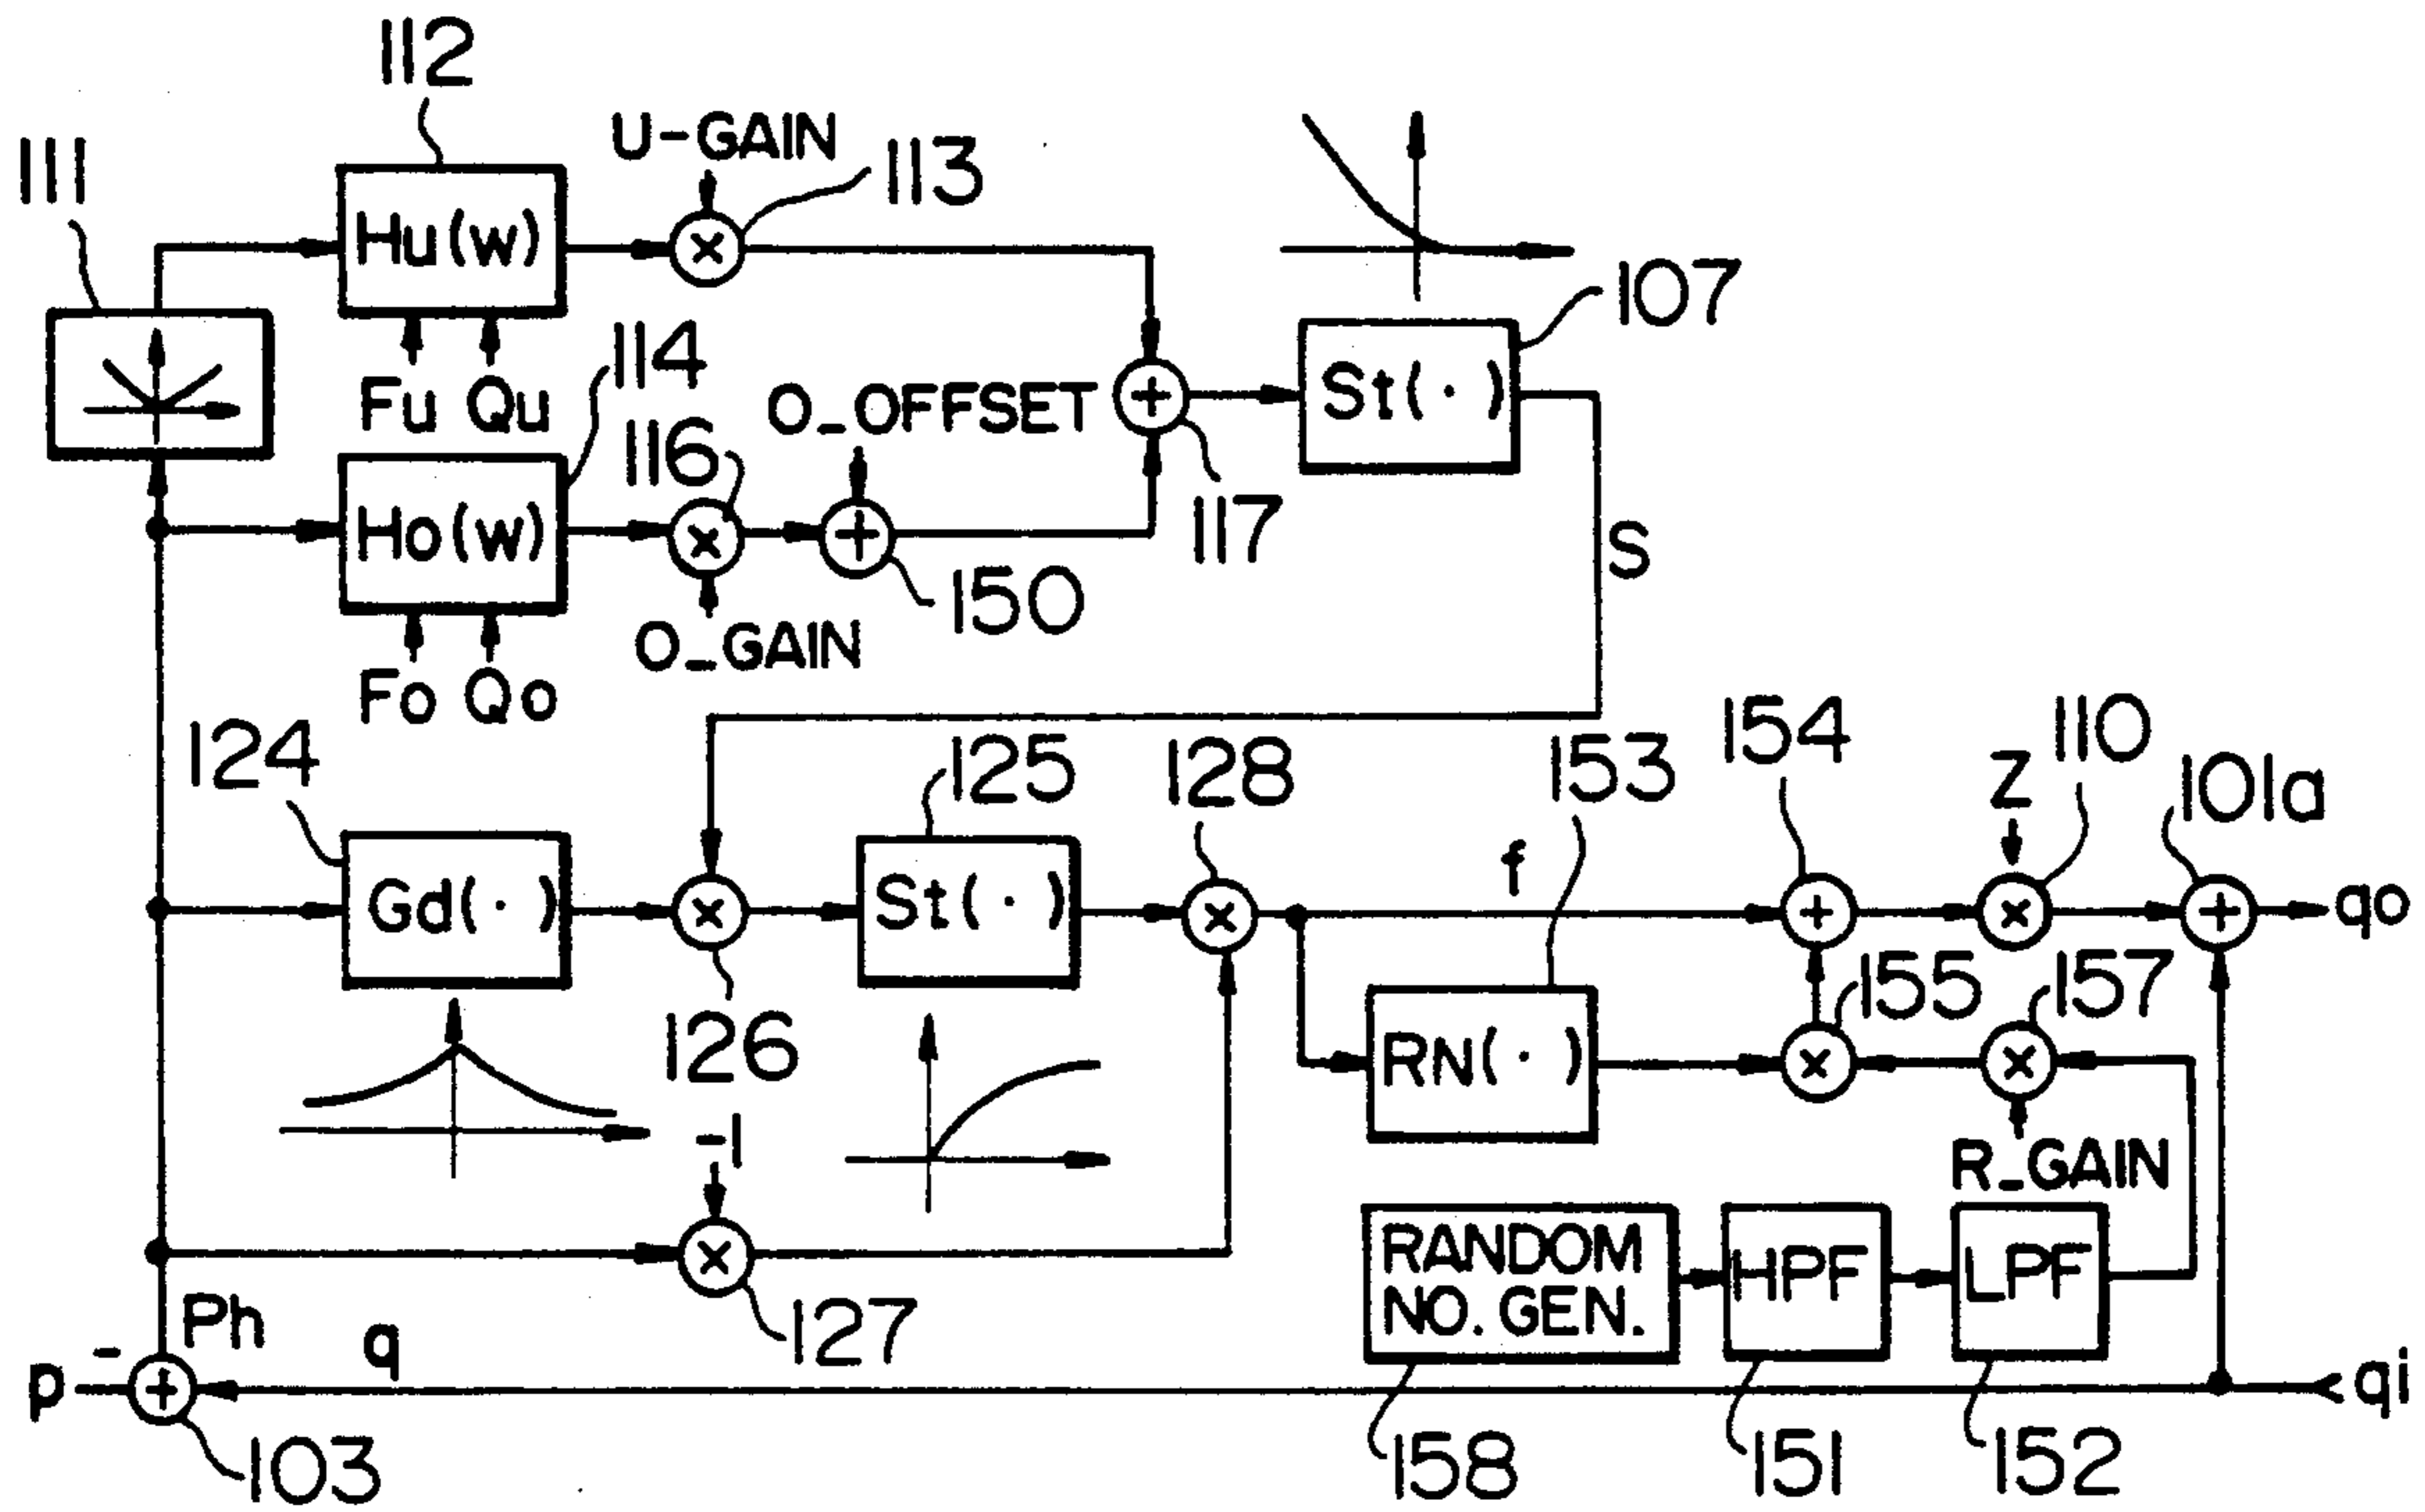 112
U-GAIN
111
113
Hu(w)
107
114
Fu Qu
O_OFFSET
St( · )
116
117
Ho(w)
S
150
O_GAIN
Fo Qo
124
125
128
153
154
Z
110
101a
f
Gd( · )
St( · )
qo
155
157
126
RN( · )
-1
R_GAIN
RANDOM
NO. GEN.
HPF
LPF
Ph
q
127
p
-
qi
103
158
151
152